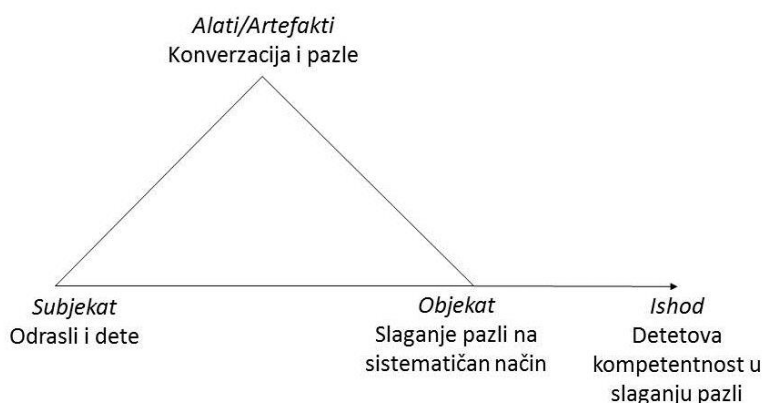 Alati/Artefakti
Konverzacija i pazle
Subjekat
Odrasli i dete
Objekat
Slaganje pazli na
sistematičan način
Ishod
Detetova
kompetentnost u
slaganju pazli